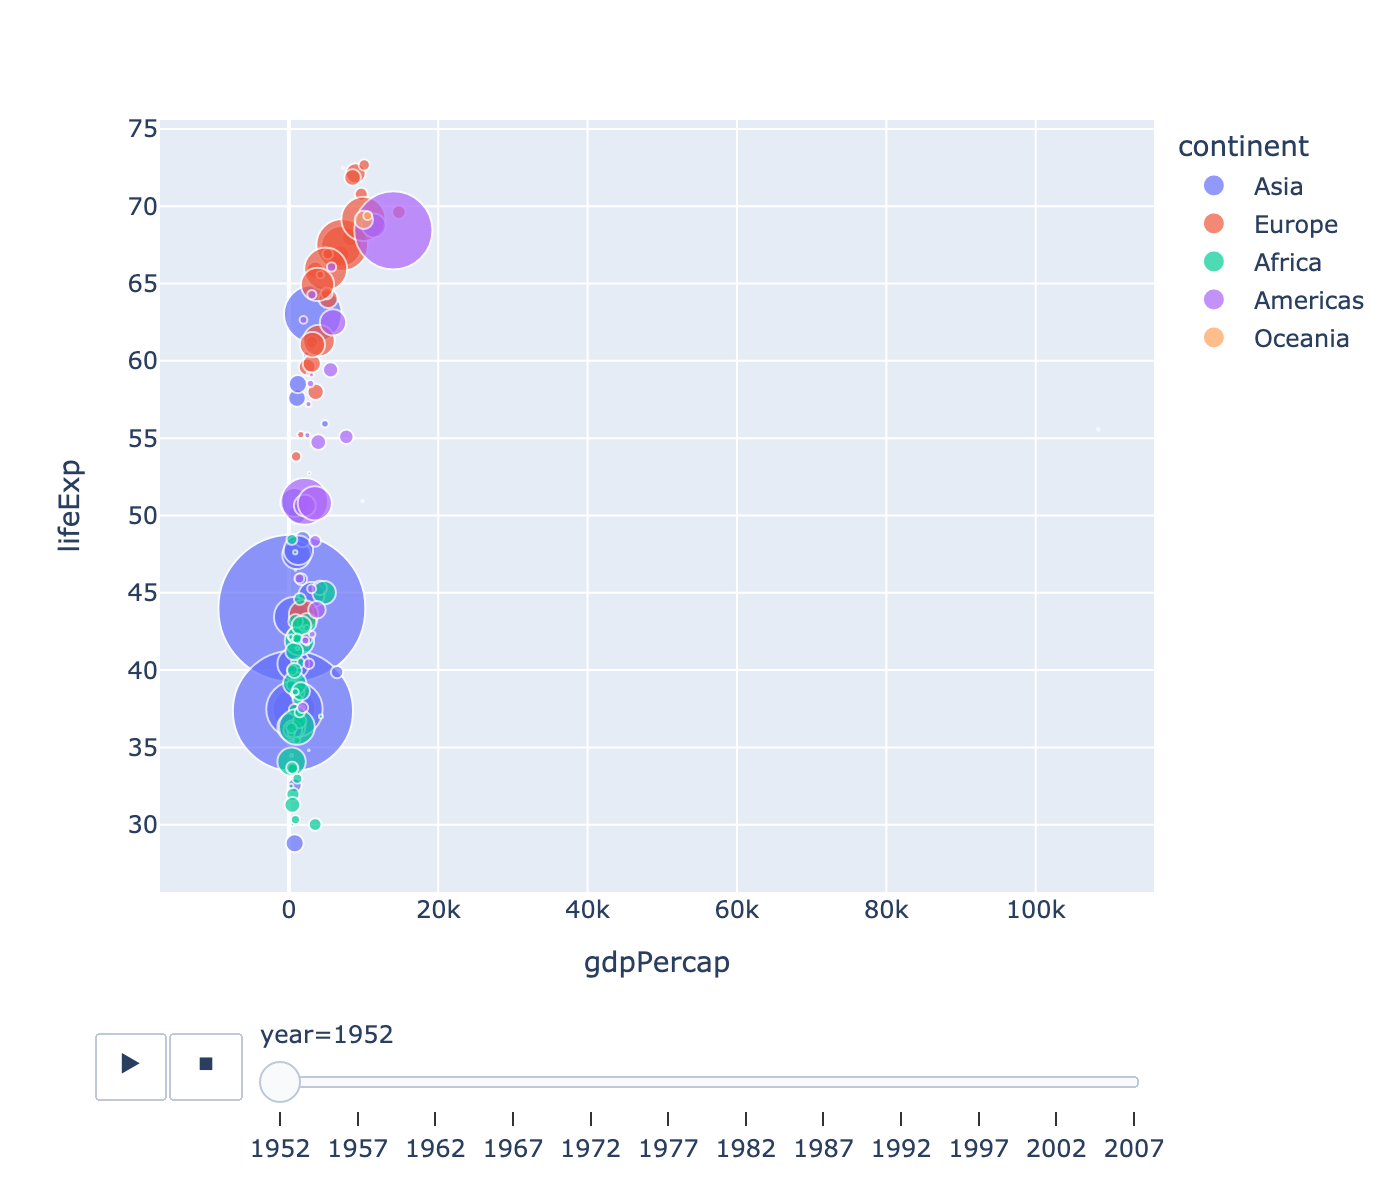 75
70
65
60
55
50
45
40
35
30
lifeExp
0 20k 40k 60k 80k 100k
gdpPercap
continent
Asia
Europe
Africa
Americas
Oceania
year=1952
1952 1957 1962 1967 1972 1977 1982 1987 1992 1997 2002 2007